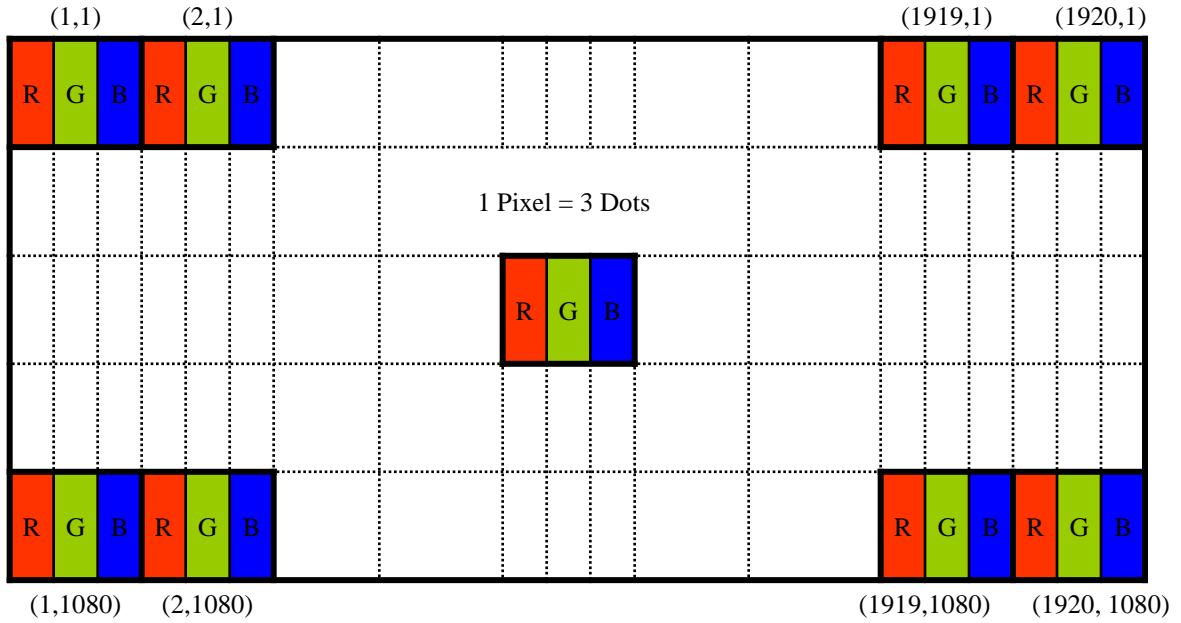 (1,1) (2,1) (1919,1) (1920,1)
R G B R G B R G B R G B
1 Pixel = 3 Dots
R G B
R G B R G B R G B R G B
(1,1080) (2,1080) (1919,1080) (1920, 1080)